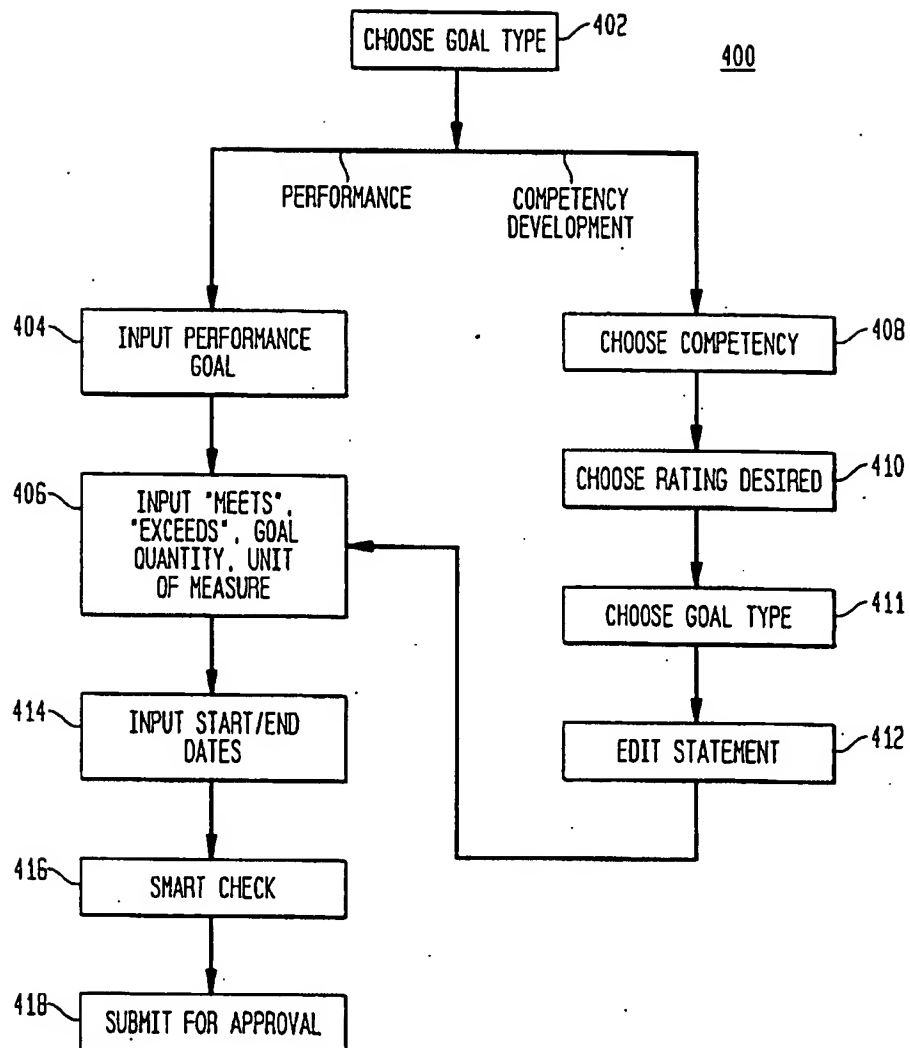 CHOOSE GOAL TYPE
402
400
PERFORMANCE
COMPETENCY
DEVELOPMENT
404
INPUT PERFORMANCE
GOAL
CHOOSE COMPETENCY
408
406
INPUT "MEETS",
"EXCEEDS", GOAL
QUANTITY, UNIT
OF MEASURE
CHOOSE RATING DESIRED
410
CHOOSE GOAL TYPE
411
414
INPUT START/END
DATES
EDIT STATEMENT
412
416
SMART CHECK
418
SUBMIT FOR APPROVAL